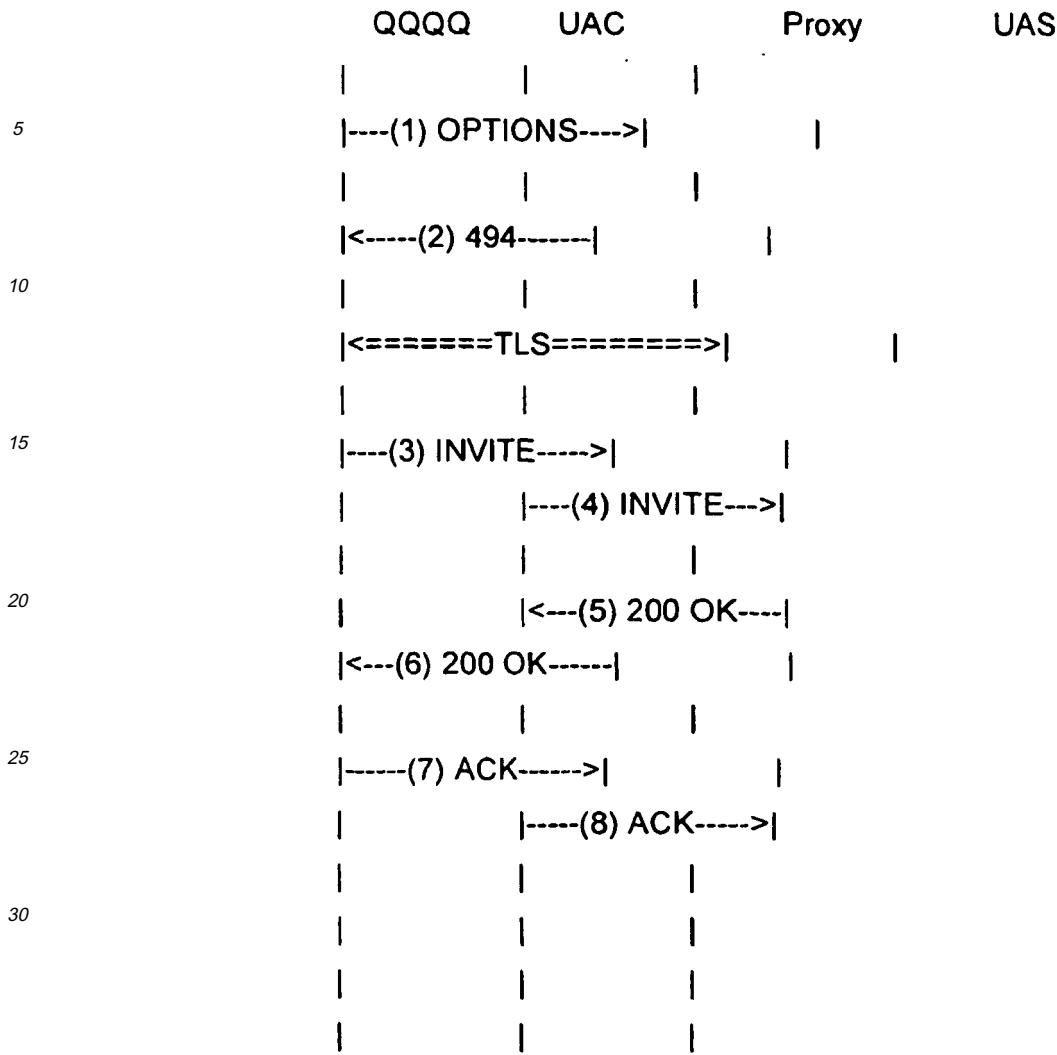 QQQQ UAC Proxy UAS
| | |
5 |----(1) OPTIONS---->| |
| | |
|<-----(2) 494-------| |
10 | | |
|<=======TLS========>| |
| | |
15 |----(3) INVITE----->| |
| |----(4) INVITE--->|
| | |
20 | |<---(5) 200 OK----|
|<---(6) 200 OK------| |
| | |
25 |------(7) ACK------>| |
| |-----(8) ACK----->|
| | |
30 | | |
| | |
| | |